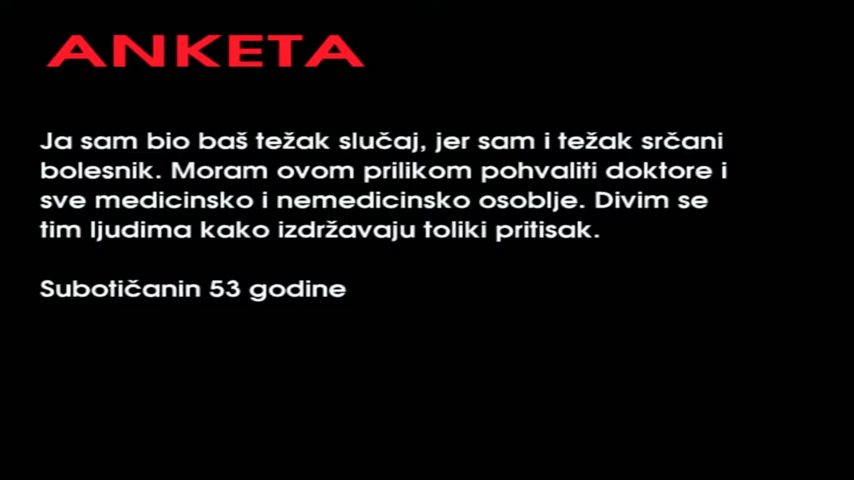 ANKETA
Ja sam bio baš težak slučaj, jer sam i težak srčani
bolesnik. Moram ovom prilikom pohvaliti doktore i
sve medicinsko i nemedicinsko osoblje. Divim se
tim ljudima kako izdržavaju toliki pritisak.
Subotičanin 53 godine